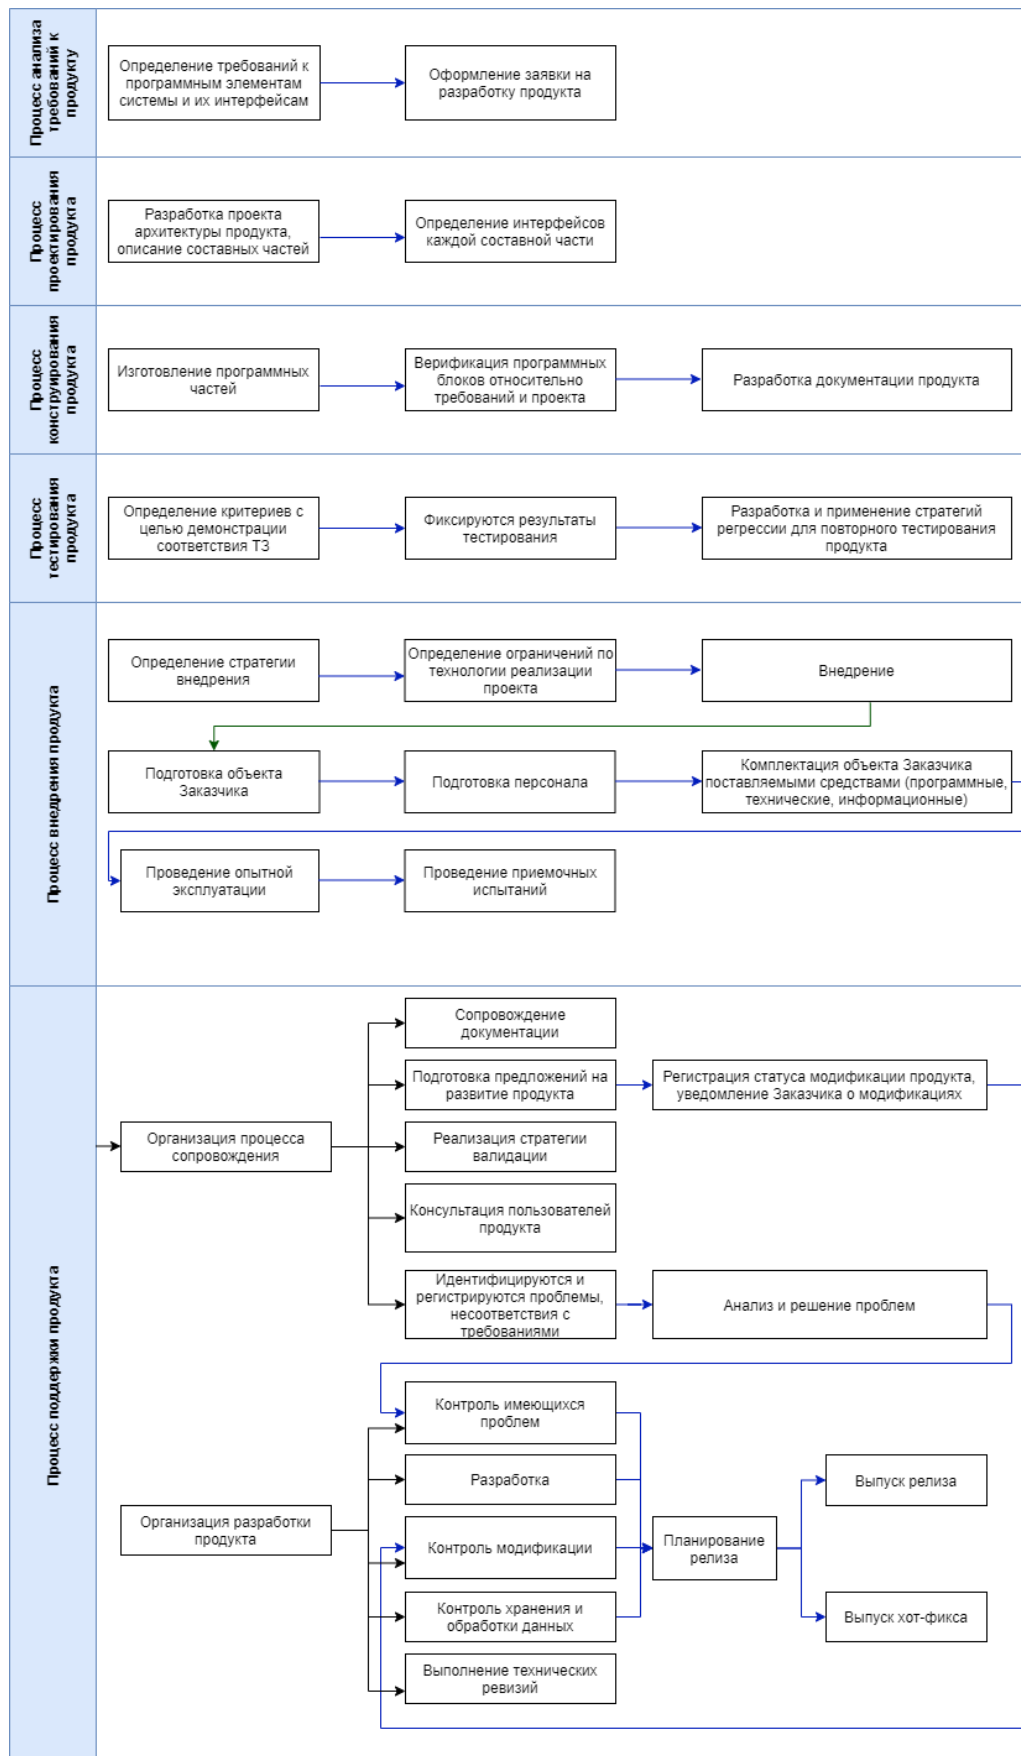 Процесс анализа
требований к
продукту
Определение требований к
программным элементам
системы и их интерфейсам
Оформление заявки на
разработку продукта
Процесс
проектирования
продукта
Разработка проекта
архитектуры продукта,
описание составных частей
Определение интерфейсов
каждой составной части
Процесс
конструирования
продукта
Изготовление программных
частей
Верификация программных
блоков относительно
требований и проекта
Разработка документации продукта
Процесс
тестирования
продукта
Определение критериев с
целью демонстрации
соответствия ТЗ
Фиксируются результаты
тестирования
Разработка и применение стратегий
регрессии для повторного тестирования
продукта
Процесс внедрения продукта
Определение стратегии
внедрения
Определение ограничений по
технологии реализации
проекта
Внедрение
Подготовка объекта
Заказчика
Подготовка персонала
Комплектация объекта Заказчика
поставляемыми средствами (программные,
технические, информационные)
Проведение опытной
эксплуатации
Проведение приемочных
испытаний
Процесс поддержки продукта
Организация процесса
сопровождения
Сопровождение
документации
Подготовка предложений на
развитие продукта
Регистрация статуса модификации продукта,
уведомление Заказчика о модификациях
Реализация стратегии
валидации
Консультация пользователей
продукта
Идентифицируются и
регистрируются проблемы,
несоответствия с
требованиями
Анализ и решение проблем
Организация разработки
продукта
Контроль имеющихся
проблем
Разработка
Контроль модификации
Контроль хранения и
обработки данных
Выполнение технических
ревизий
Планирование
релиза
Выпуск релиза
Выпуск хот-фикса